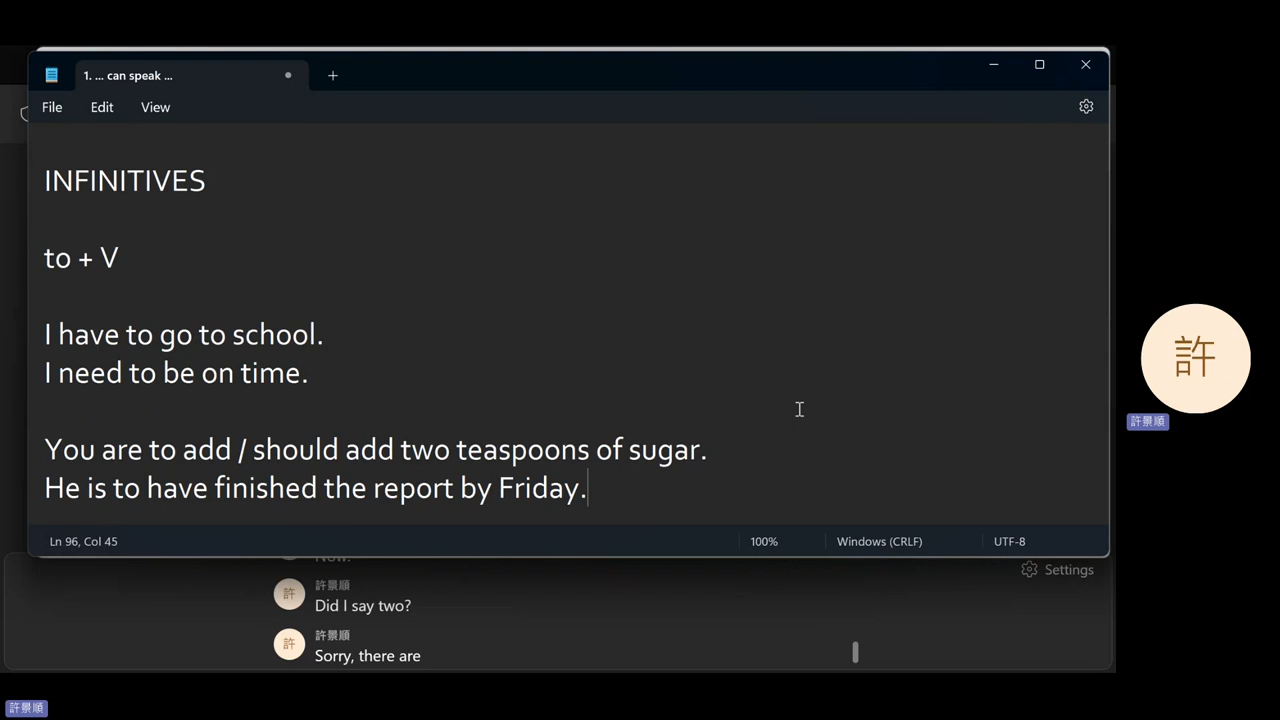 1. ... can speak ...
File Edit View
INFINITIVES
to + V
I have to go to school.
I need to be on time.
You are to add / should add two teaspoons of sugar.
He is to have finished the report by Friday.
Ln 96, Col 45 100% Windows (CRLF) UTF-8
Settings
許景順
許 Did I say two?
許景順
許 Sorry, there are
許
許景順
許景順